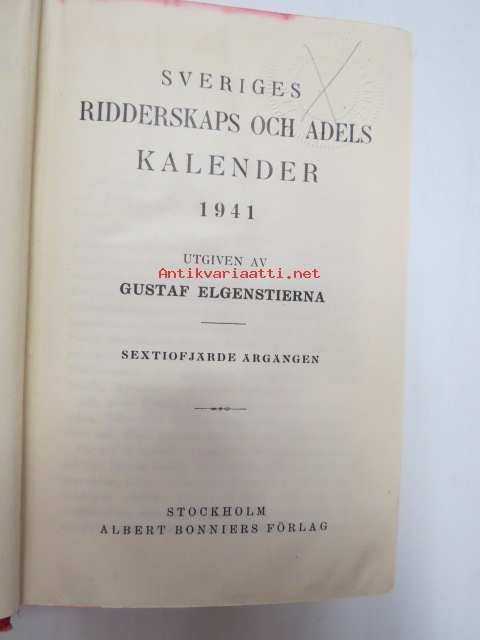 SVERIGES
RIDDERSKAPS OCH ADELS
KALENDER
1941
UTGIVEN AV
Antikvariaatti.net
GUSTAF ELGENSTIERNA
SEXTIOFJÄRDE ÅRGÅNGEN
STOCKHOLM
ALBERT BONNIERS FÖRLAG